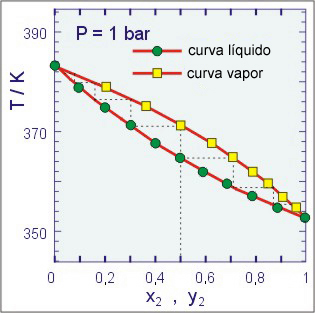 390
P = 1 bar
curva líquido
curva vapor
T / K
370
350
0
0,2
0,4
0,6
0,8
1
x2 , y2